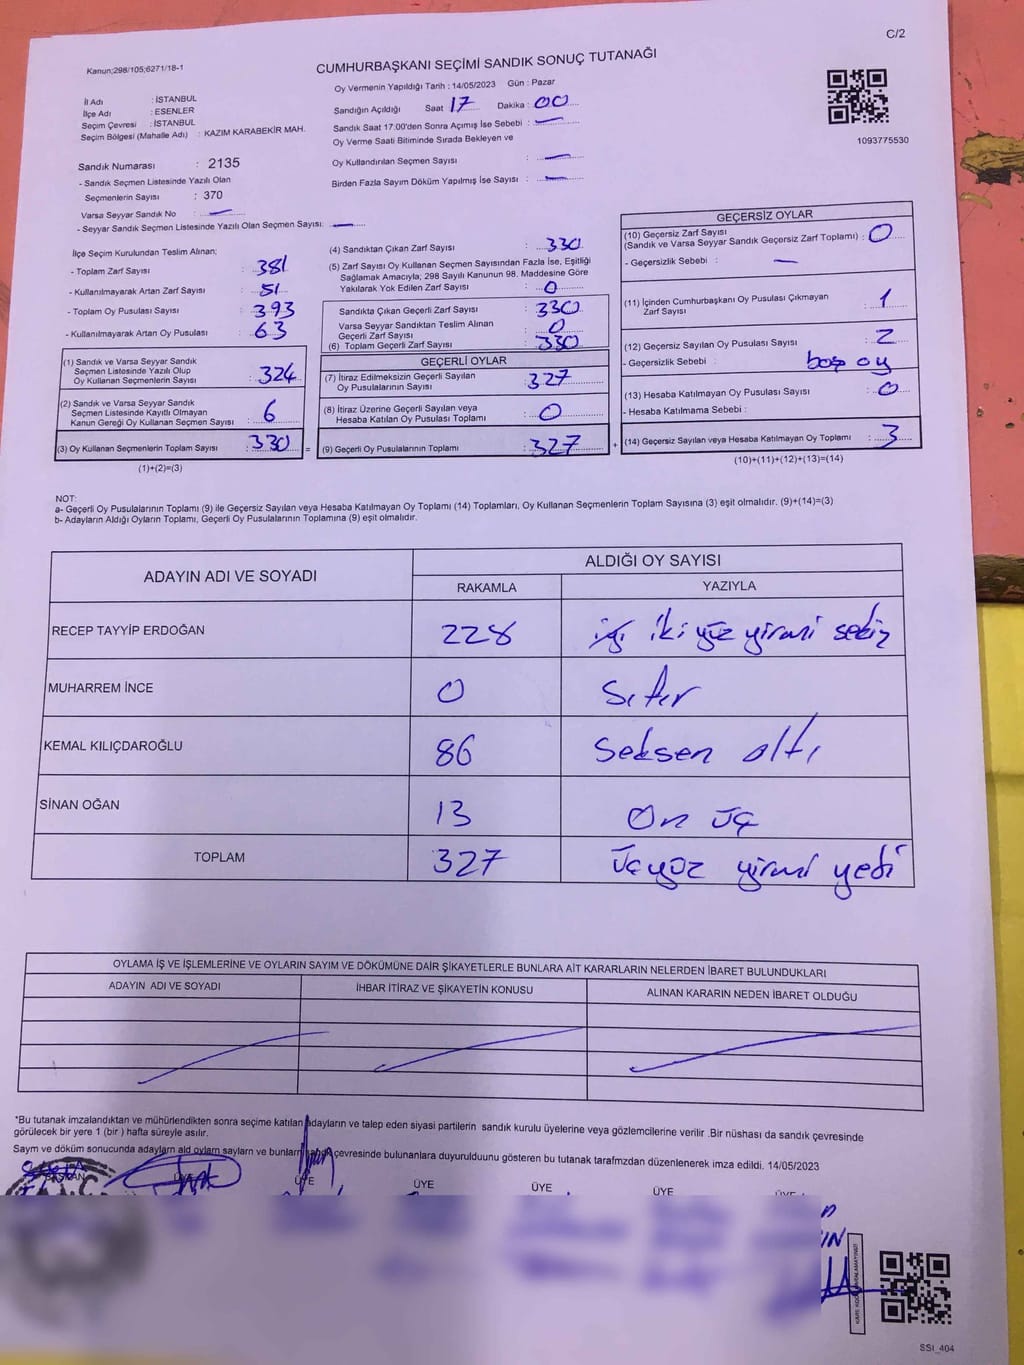 C/2
Kanun;298/105;6271/18-1
CUMHURBAŞKANI SEÇİMİ SANDIK SONUÇ TUTANAĞI
Oy Vermenin Yapıldığı Tarih : 14/05/2023 Gün : Pazar
İl Adı : İSTANBUL
İlçe Adı : ESENLER
Seçim Çevresi : İSTANBUL
Seçim Bölgesi (Mahalle Adı) : KAZIM KARABEKİR MAH.
Sandığın Açıldığı Saat 17 Dakika : 00
Sandık Saat 17.00'den Sonra Açımış İse Sebebi : —
Oy Verme Saati Bitiminde Sırada Bekleyen ve
Oy Kullandırılan Seçmen Sayısı : —
Birden Fazla Sayım Döküm Yapılmış İse Sayısı : —
1093775530
Sandık Numarası : 2135
- Sandık Seçmen Listesinde Yazılı Olan
Seçmenlerin Sayısı : 370
Varsa Seyyar Sandık No : —
- Seyyar Sandık Seçmen Listesinde Yazılı Olan Seçmen Sayısı: —
İlçe Seçim Kurulundan Teslim Alınan;
- Toplam Zarf Sayısı : 381
- Kullanılmayarak Artan Zarf Sayısı : 51
- Toplam Oy Pusulası Sayısı : 393
- Kullanılmayarak Artan Oy Pusulası : 63
(1) Sandık ve Varsa Seyyar Sandık
Seçmen Listesinde Yazılı Olup
Oy Kullanan Seçmenlerin Sayısı : 324
(2) Sandık ve Varsa Seyyar Sandık
Seçmen Listesinde Kayıtlı Olmayan
Kanun Gereği Oy Kullanan Seçmen Sayısı : 6
(3) Oy Kullanan Seçmenlerin Toplam Sayısı : 330 =
(1)+(2)=(3)
(4) Sandıktan Çıkan Zarf Sayısı : 330
(5) Zarf Sayısı Oy Kullanan Seçmen Sayısından Fazla İse, Eşitliği
Sağlamak Amacıyla; 298 Sayılı Kanunun 98. Maddesine Göre
Yakılarak Yok Edilen Zarf Sayısı : 0
Sandıkta Çıkan Geçerli Zarf Sayısı : 330
Varsa Seyyar Sandıktan Teslim Alınan
Geçerli Zarf Sayısı : 0
(6) Toplam Geçerli Zarf Sayısı : 330
GEÇERLİ OYLAR
(7) İtiraz Edilmeksizin Geçerli Sayılan
Oy Pusulalarının Sayısı : 327
(8) İtiraz Üzerine Geçerli Sayılan veya
Hesaba Katılan Oy Pusulası Toplamı : 0
(9) Geçerli Oy Pusulalarının Toplamı : 327 +
GEÇERSİZ OYLAR
(10) Geçersiz Zarf Sayısı
(Sandık ve Varsa Seyyar Sandık Geçersiz Zarf Toplamı) : 0
- Geçersizlik Sebebi : —
(11) İçinden Cumhurbaşkanı Oy Pusulası Çıkmayan
Zarf Sayısı : 1
(12) Geçersiz Sayılan Oy Pusulası Sayısı : 2
- Geçersizlik Sebebi : boş oy
(13) Hesaba Katılmayan Oy Pusulası Sayısı : 0
- Hesaba Katılmama Sebebi :
(14) Geçersiz Sayılan veya Hesaba Katılmayan Oy Toplamı : 3
(10)+(11)+(12)+(13)=(14)
NOT:
a- Geçerli Oy Pusulalarının Toplamı (9) ile Geçersiz Sayılan veya Hesaba Katılmayan Oy Toplamı (14) Toplamları, Oy Kullanan Seçmenlerin Toplam Sayısına (3) eşit olmalıdır. (9)+(14)=(3)
b- Adayların Aldığı Oyların Toplamı, Geçerli Oy Pusulalarının Toplamına (9) eşit olmalıdır.
ADAYIN ADI VE SOYADI ALDIĞI OY SAYISI
RAKAMLA YAZIYLA
RECEP TAYYİP ERDOĞAN 228 iki yüz yirmi sekiz
MUHARREM İNCE 0 Sıfır
KEMAL KILIÇDAROĞLU 86 Seksen altı
SİNAN OĞAN 13 On üç
TOPLAM 327 Üçyüz yirmi yedi
OYLAMA İŞ VE İŞLEMLERİNE VE OYLARIN SAYIM VE DÖKÜMÜNE DAİR ŞİKAYETLERLE BUNLARA AİT KARARLARIN NELERDEN İBARET BULUNDUKLARI
ADAYIN ADI VE SOYADI İHBAR İTİRAZ VE ŞİKAYETİN KONUSU ALINAN KARARIN NEDEN İBARET OLDUĞU
*Bu tutanak imzalandıktan ve mühürlendikten sonra seçime katılan adayların ve talep eden siyasi partilerin sandık kurulu üyelerine veya gözlemcilerine verilir .Bir nüshası da sandık çevresinde
görülecek bir yere 1 (bir ) hafta süreyle asılır.
Sayım ve döküm sonucunda adayların ald oyların sayların ve bunların sandık çevresinde bulunanlara duyurulduunu gösteren bu tutanak tarafmzdan düzenlenerek imza edildi. 14/05/2023
BAŞKAN ÜYE ÜYE ÜYE ÜYE ÜYE ÜYE
SSI_404